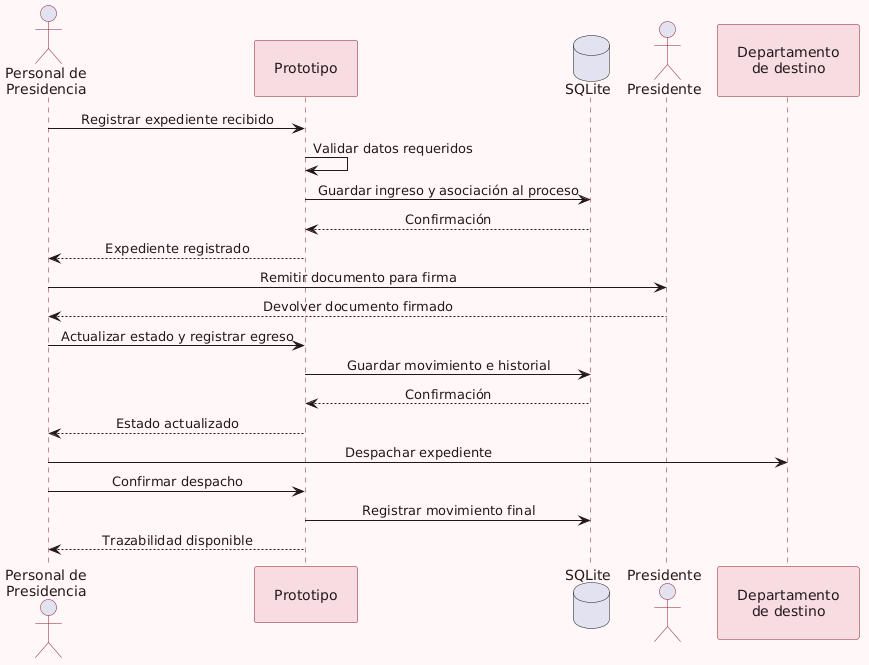 Personal de
Presidencia
Prototipo
SQLite
Presidente
Departamento
de destino
Registrar expediente recibido
Validar datos requeridos
Guardar ingreso y asociación al proceso
Confirmación
Expediente registrado
Remitir documento para firma
Devolver documento firmado
Actualizar estado y registrar egreso
Guardar movimiento e historial
Confirmación
Estado actualizado
Despachar expediente
Confirmar despacho
Registrar movimiento final
Trazabilidad disponible
Personal de
Presidencia
Prototipo
SQLite
Presidente
Departamento
de destino